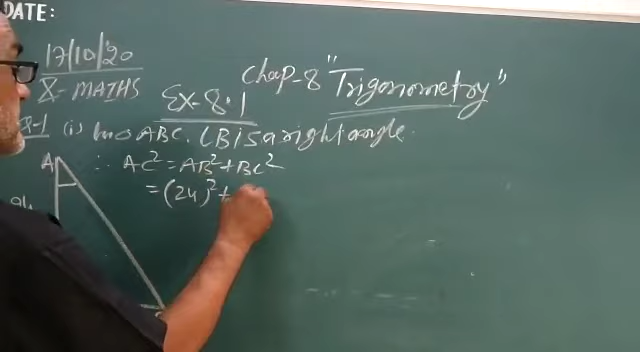 DATE:
17/10/20
X- MATHS
Chap-8 "Trigonometry"
Ex-8.1
(i) In △ ABC. ∠B is a right angle.
A
∴ AC² = AB² + BC²
= (24)² +